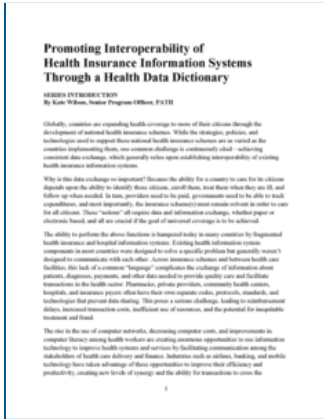 Promoting Interoperability of
Health Insurance Information Systems
Through a Health Data Dictionary
SERIES INTRODUCTION
By Kate Wilson, Senior Program Officer, PATH
Globally, countries are expanding health coverage to more of their citizens through the
development of national health insurance schemes. While the strategies, policies, and
technologies used to support these national health insurance schemes are as varied as the
countries implementing them, one common challenge is continuously cited—achieving
consistent data exchange, which generally relies upon establishing interoperability of existing
health insurance information systems.
Why is this data exchange so important? Because the ability for a country to care for its citizens
depends upon the ability to identify those citizens, enroll them, treat them when they are ill, and
follow up when needed. In turn, providers need to be paid, governments need to be able to track
expenditures, and most importantly, the insurance scheme(s) must remain solvent in order to care
for all citizens. These "actions" all require data and information exchange, whether paper or
electronic based, and all are crucial if the goal of universal coverage is to be achieved.
The ability to perform the above functions is hampered today in many countries by fragmented
health insurance and hospital information systems. Existing health information system
components in most countries were designed to solve a specific problem but generally weren't
designed to communicate with each other. Across insurance schemes and between health care
facilities, this lack of a common "language" complicates the exchange of information about
patients, diagnoses, payments, and other data needed to provide quality care and facilitate
transactions in the health sector. Pharmacies, private providers, community health centers,
hospitals, and insurance payers often have their own separate codes, protocols, standards, and
technologies that prevent data sharing. This poses a serious challenge, leading to reimbursement
delays, increased transaction costs, inefficient use of resources, and the potential for inequitable
treatment and fraud.
The rise in the use of computer networks, decreasing computer costs, and improvements in
computer literacy among health workers are creating enormous opportunities to use information
technology to improve health systems and services by facilitating communication among the
stakeholders of health care delivery and finance. Industries such as airlines, banking, and mobile
technology have taken advantage of these opportunities to improve their efficiency and
productivity, creating new levels of synergy and the ability for transactions to cross the
1